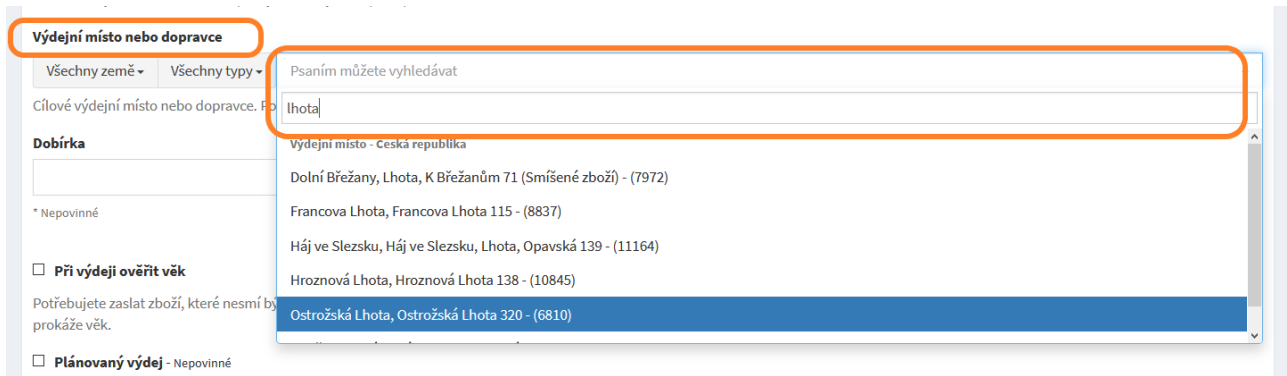 Výdejní místo nebo dopravce
Všechny země
Všechny typy
Psaním můžete vyhledávat
lhota
Cílové výdejní místo nebo dopravce.
Výdejní místo - Česká republika
Dobírka
Dolní Břežany, Lhota, K Břežanům 71 (Smíšené zboží) - (7972)
Francova Lhota, Francova Lhota 115 - (8837)
* Nepovinné
Háj ve Slezsku, Háj ve Slezsku, Lhota, Opavská 139 - (11164)
Hroznová Lhota, Hroznová Lhota 138 - (10845)
Při výdeji ověřit věk
Potřebujete zaslat zboží, které nesmí bý
Ostrožská Lhota, Ostrožská Lhota 320 - (6810)
prokáže věk.
Plánovaný výdej - Nepovinné